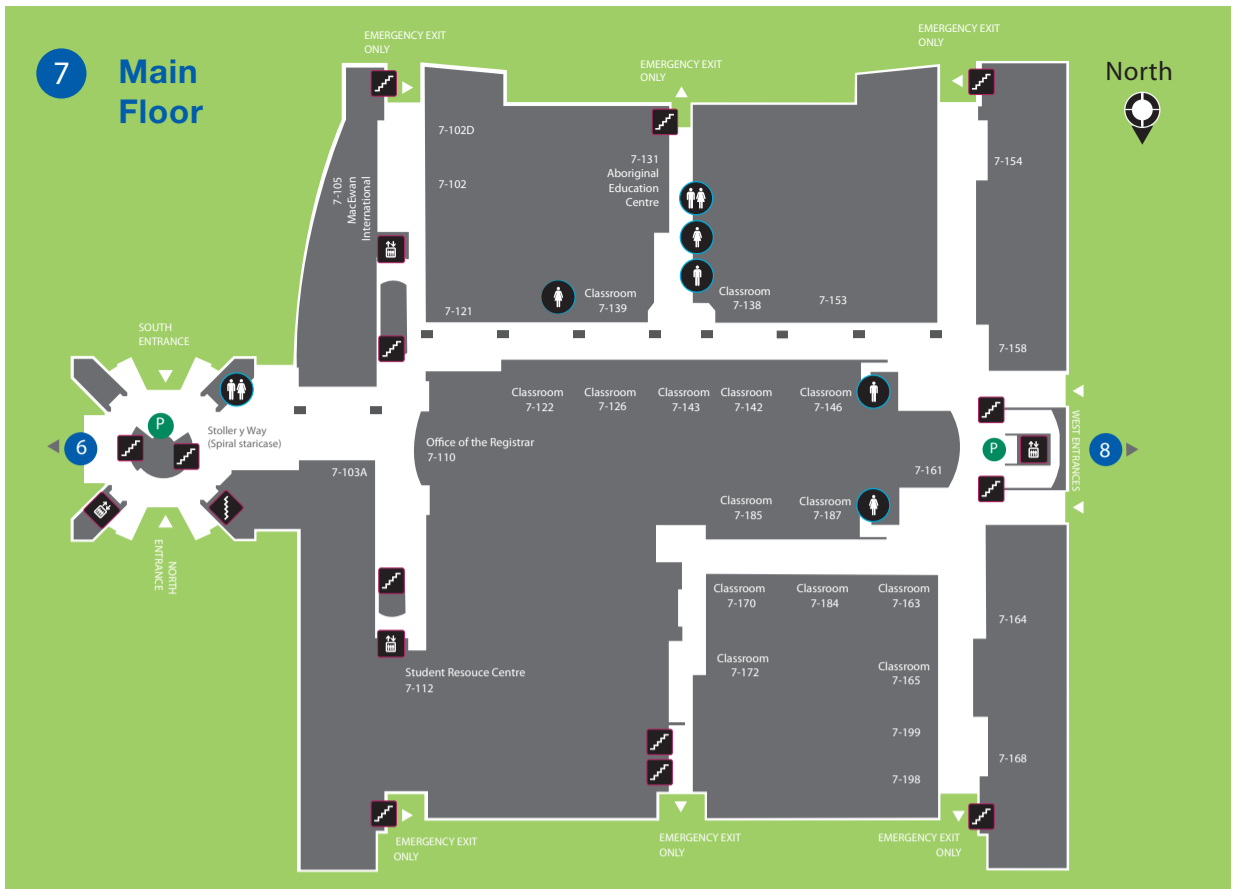 7
Main
Floor
EMERGENCY EXIT
ONLY
EMERGENCY EXIT
ONLY
EMERGENCY EXIT
ONLY
North
7-105
MacEwan
International
7-102D
7-102
7-121
7-131
Aboriginal
Education
Centre
Classroom
7-139
Classroom
7-138
7-153
7-154
7-158
SOUTH
ENTRANCE
P
Stoller y Way
(Spiral staricase)
6
NORTH
ENTRANCE
7-103A
Office of the Registrar
7-110
Classroom
7-122
Classroom
7-126
Classroom
7-143
Classroom
7-142
Classroom
7-146
7-161
P
WEST ENTRANCES
8
Classroom
7-185
Classroom
7-187
Classroom
7-170
Classroom
7-184
Classroom
7-163
7-164
Student Resouce Centre
7-112
Classroom
7-172
Classroom
7-165
7-199
7-198
7-168
EMERGENCY EXIT
ONLY
EMERGENCY EXIT
ONLY
EMERGENCY EXIT
ONLY